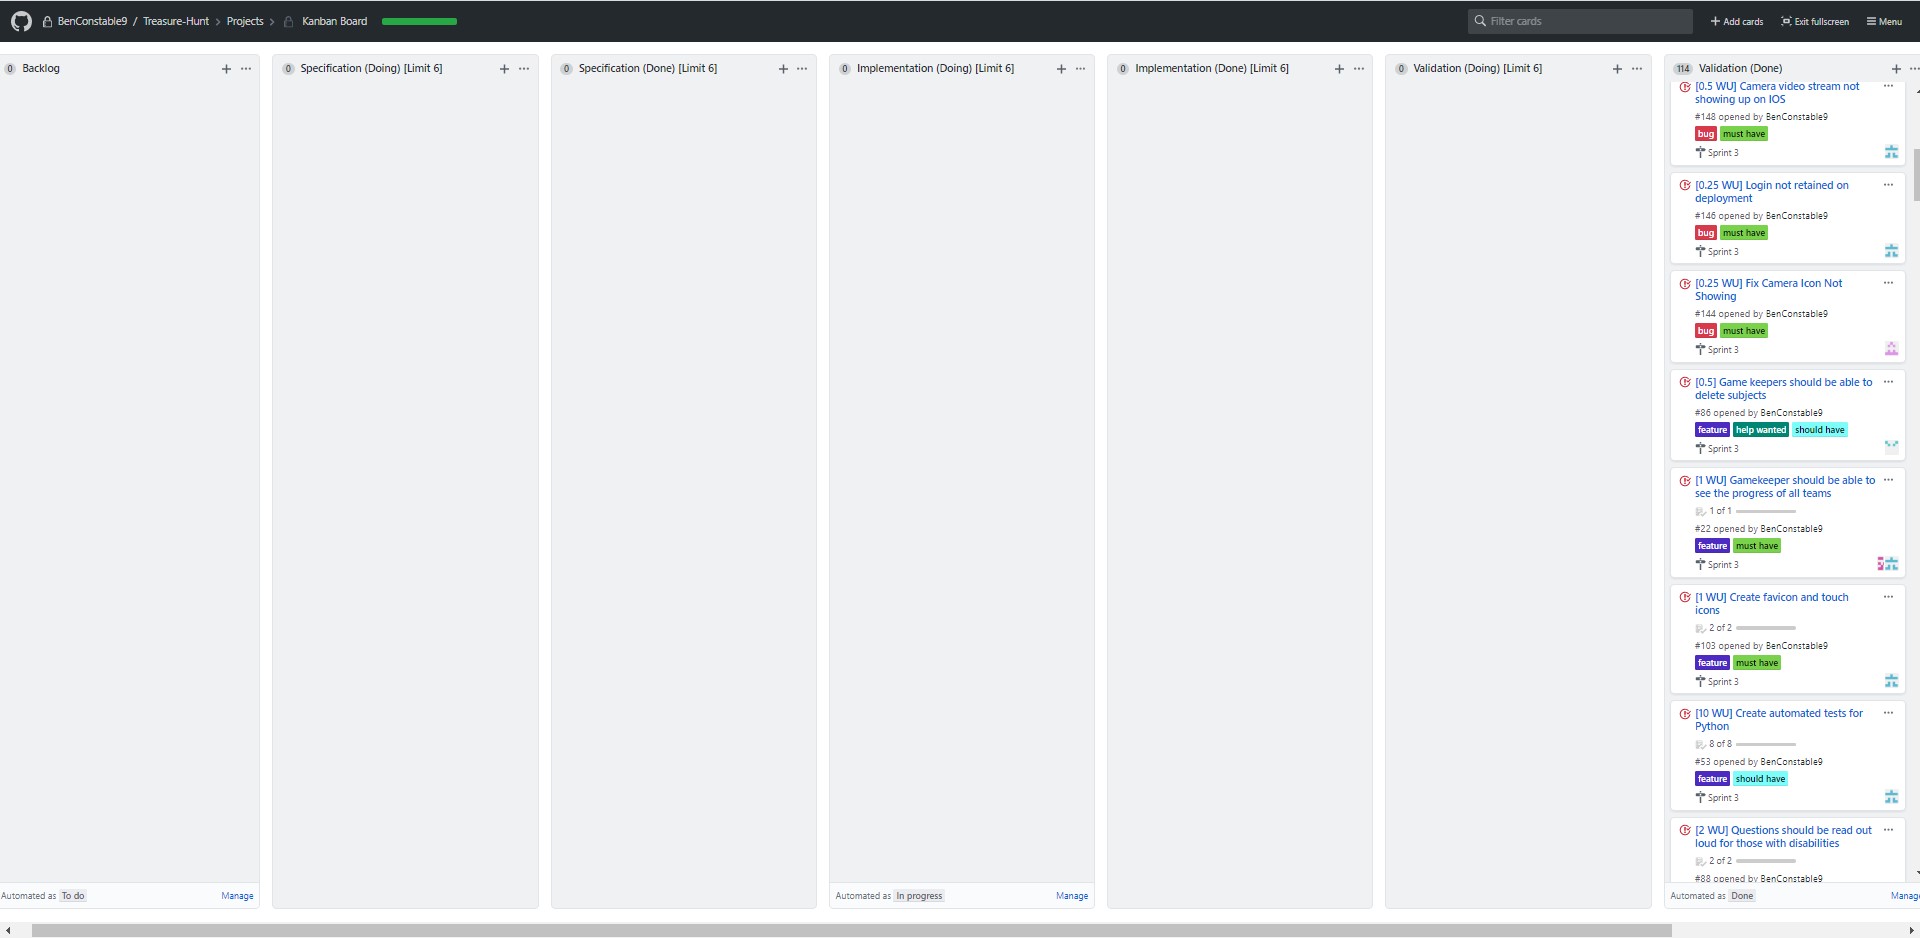 BenConstable9 / Treasure-Hunt > Projects > Kanban Board
Filter cards
Add cards
Exit fullscreen
Menu
0 Backlog
Automated as To do
Manage
0 Specification (Doing) [Limit 6]
0 Specification (Done) [Limit 6]
0 Implementation (Doing) [Limit 6]
Automated as In progress
Manage
0 Implementation (Done) [Limit 6]
0 Validation (Doing) [Limit 6]
114 Validation (Done)
[0.5 WU] Camera video stream not
showing up on IOS
#148 opened by BenConstable9
bug must have
Sprint 3
[0.25 WU] Login not retained on
deployment
#146 opened by BenConstable9
bug must have
Sprint 3
[0.25 WU] Fix Camera Icon Not
Showing
#144 opened by BenConstable9
bug must have
Sprint 3
[0.5] Game keepers should be able to
delete subjects
#86 opened by BenConstable9
feature help wanted should have
Sprint 3
[1 WU] Gamekeeper should be able to
see the progress of all teams
1 of 1
#22 opened by BenConstable9
feature must have
Sprint 3
[1 WU] Create favicon and touch
icons
2 of 2
#103 opened by BenConstable9
feature must have
Sprint 3
[10 WU] Create automated tests for
Python
8 of 8
#53 opened by BenConstable9
feature should have
Sprint 3
[2 WU] Questions should be read out
loud for those with disabilities
2 of 2
#88 opened by BenConstable9
Automated as Done
Manage